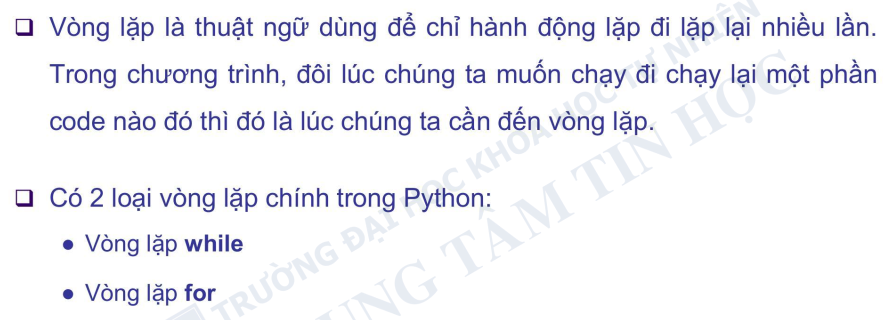 ❑ Vòng lặp là thuật ngữ dùng để chỉ hành động lặp đi lặp lại nhiều lần.
Trong chương trình, đôi lúc chúng ta muốn chạy đi chạy lại một phần
code nào đó thì đó là lúc chúng ta cần đến vòng lặp.
❑ Có 2 loại vòng lặp chính trong Python:
● Vòng lặp while
● Vòng lặp for
TRƯỜNG ĐẠI HỌC KHOA HỌC TỰ NHIÊN
TRUNG TÂM TIN HỌC